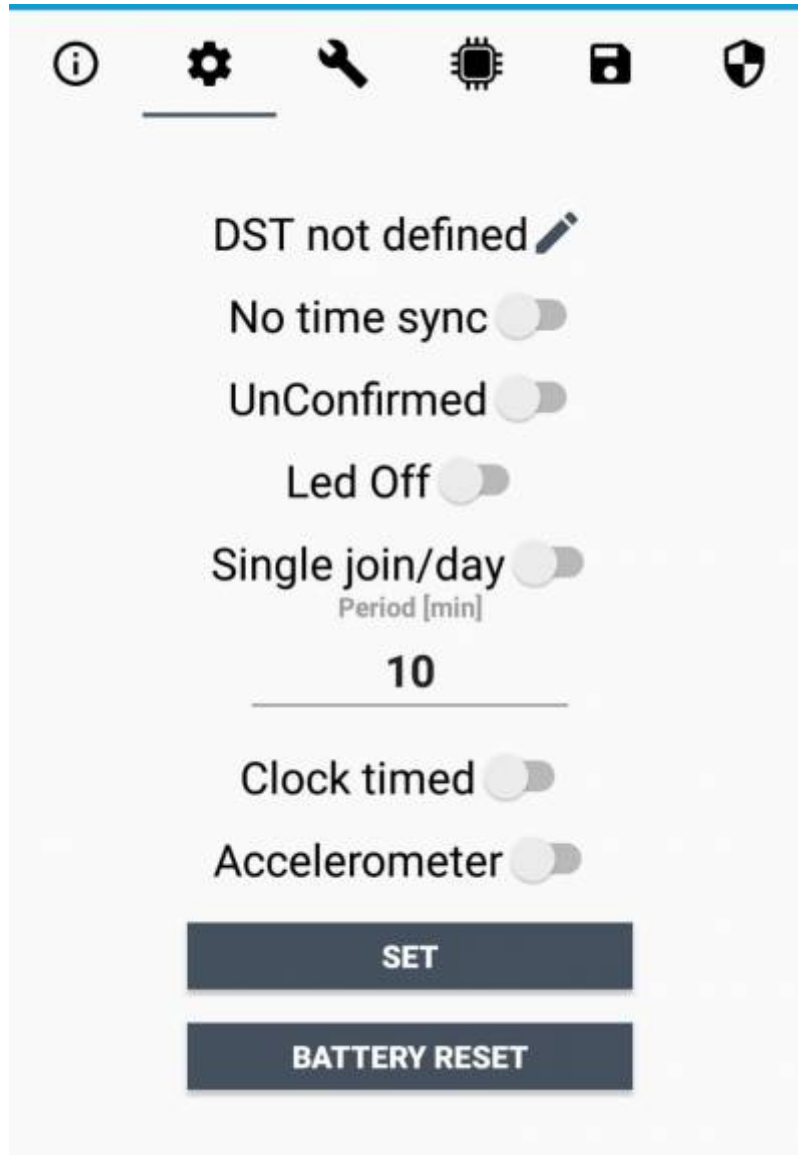 DST not defined
No time sync
UnConfirmed
Led Off
Single join/day
Period [min]
10
Clock timed
Accelerometer
SET
BATTERY RESET